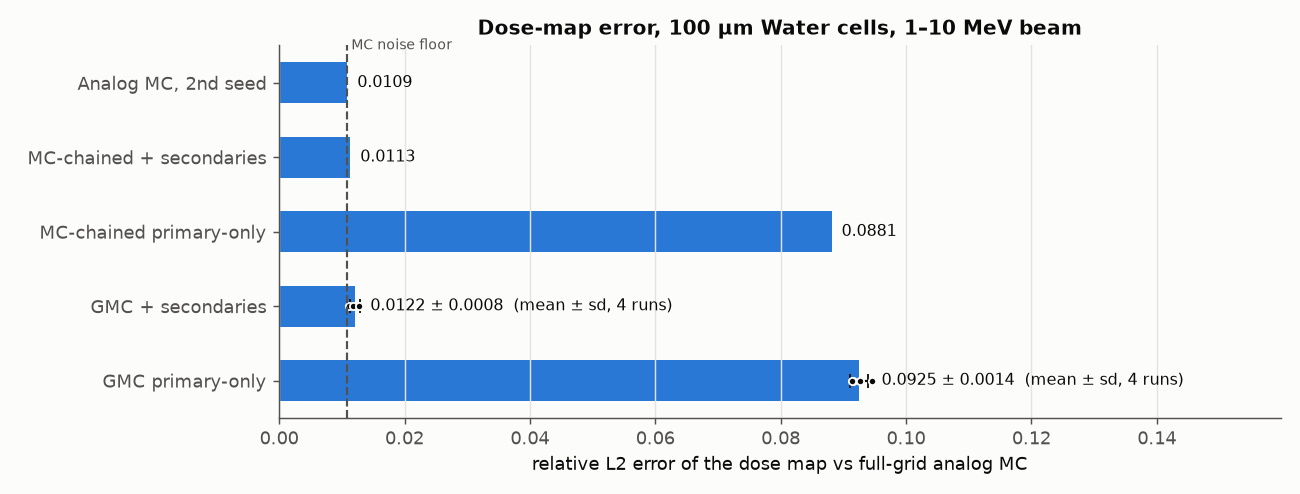 Dose-map error, 100 µm Water cells, 1–10 MeV beam
MC noise floor
Analog MC, 2nd seed
0.0109
MC-chained + secondaries
0.0113
MC-chained primary-only
0.0881
GMC + secondaries
0.0122 ± 0.0008 (mean ± sd, 4 runs)
GMC primary-only
0.0925 ± 0.0014 (mean ± sd, 4 runs)
0.00 0.02 0.04 0.06 0.08 0.10 0.12 0.14
relative L2 error of the dose map vs full-grid analog MC